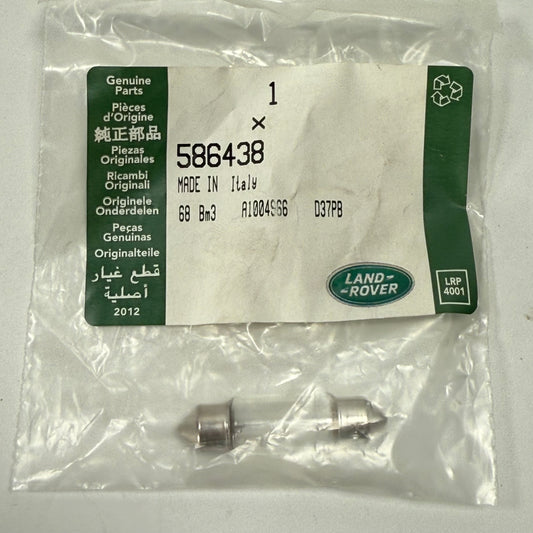 Genuine
Parts
Pièces
d'Origine
純正部品
Piezas
Originales
Ricambi
Originali
Originele
Onderdelen
Peças
Genuinas
Originalteile
قطع غيار
أصلية
2012
1
×
586438
MADE IN Italy
68 Bm3 A1004966 D37PB
LAND-
-ROVER
LRP
4001